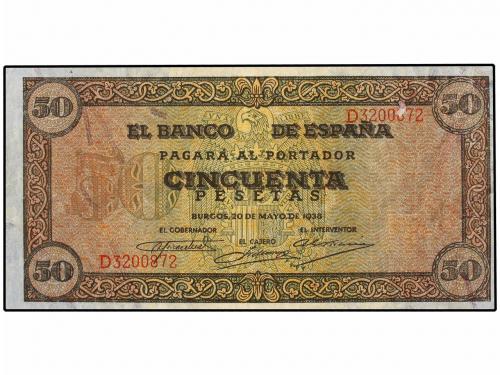 50 50
D3200872
EL BANCO DE ESPAÑA
PAGARÁ AL PORTADOR
CINCUENTA
PESETAS
BURGOS, 20 DE MAYO, DE 1938
EL GOBERNADOR EL INTERVENTOR
EL CAJERO
D3200872
50 50